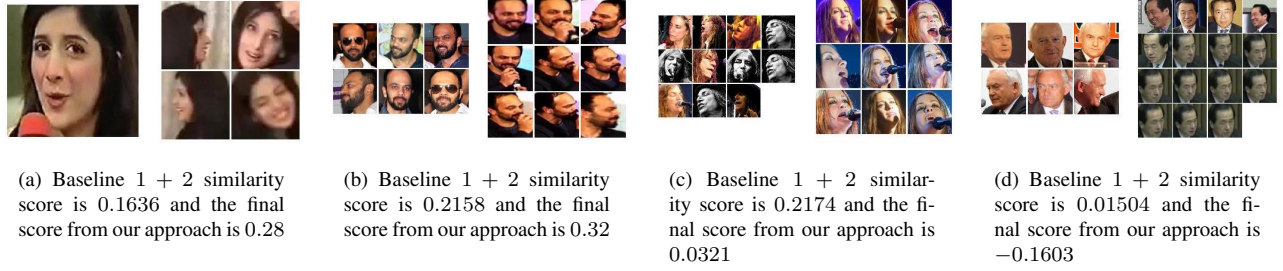 (a) Baseline 1 + 2 similarity
score is 0.1636 and the final
score from our approach is 0.28
(b) Baseline 1 + 2 similarity
score is 0.2158 and the final
score from our approach is 0.32
(c) Baseline 1 + 2 similar-
ity score is 0.2174 and the fi-
nal score from our approach is
0.0321
(d) Baseline 1 + 2 similarity
score is 0.01504 and the fi-
nal score from our approach is
−0.1603